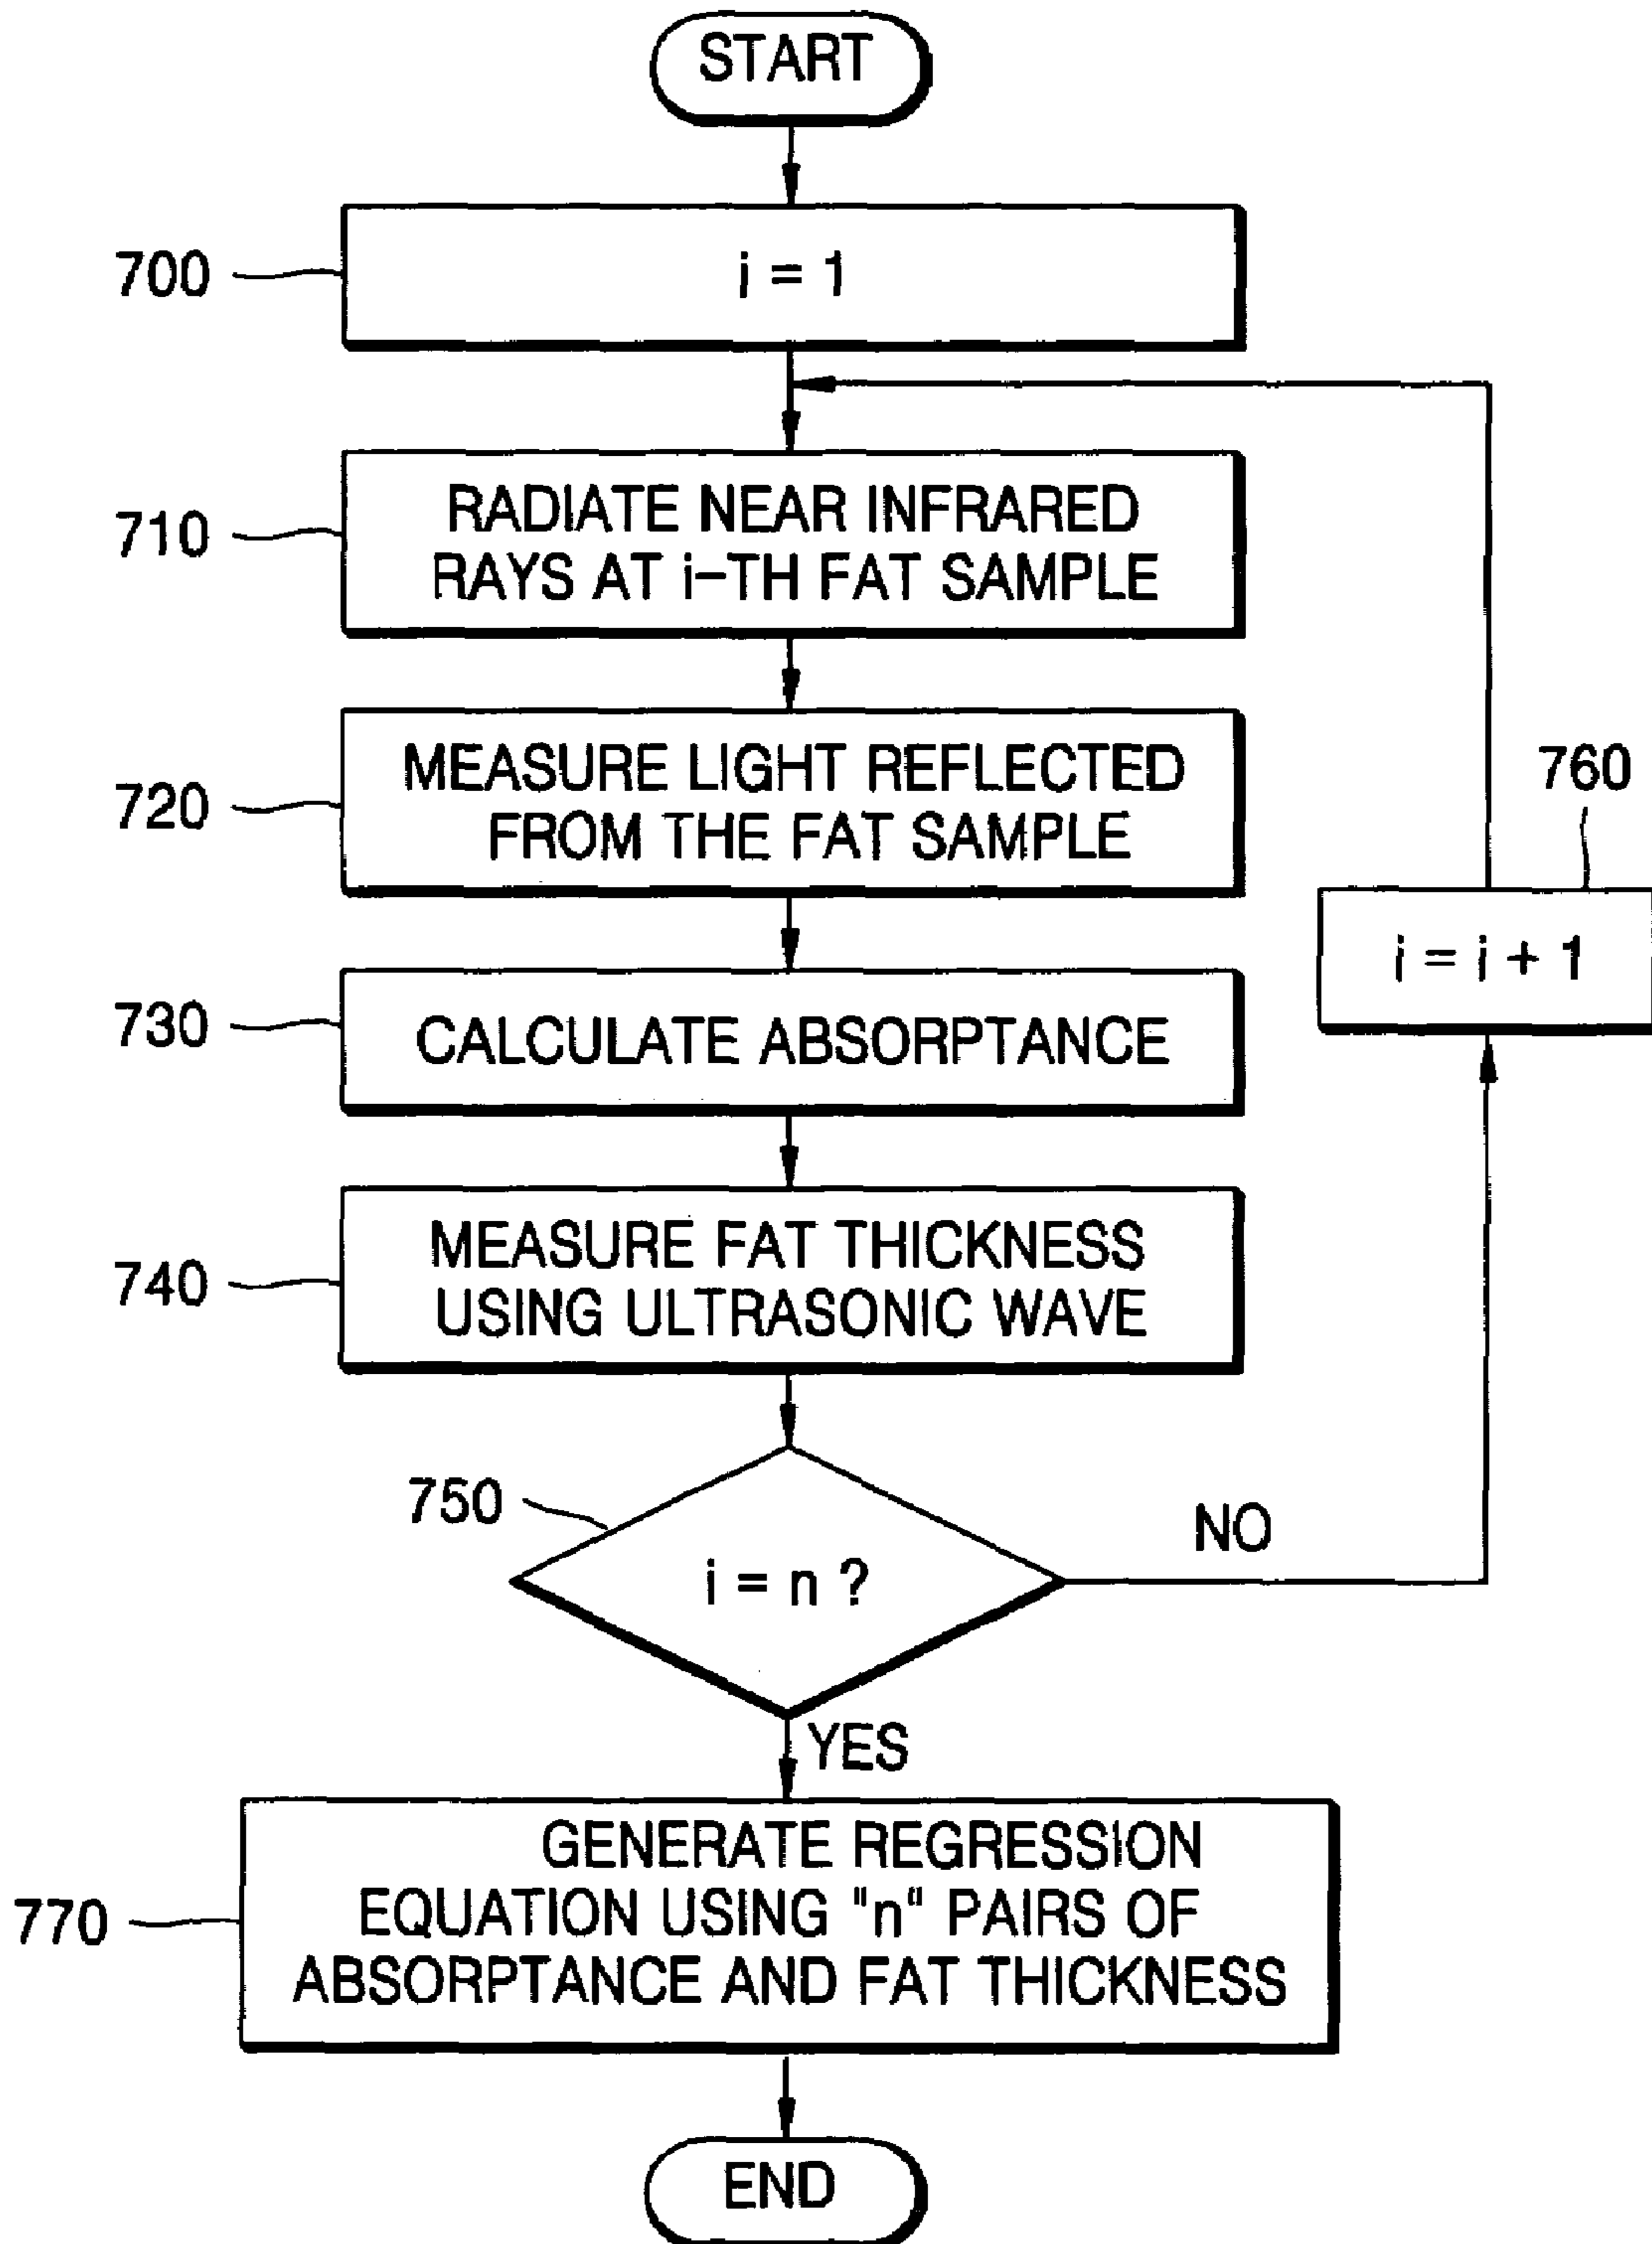 START
700
i = 1
710
RADIATE NEAR INFRARED
RAYS AT i-TH FAT SAMPLE
720
MEASURE LIGHT REFLECTED
FROM THE FAT SAMPLE
760
i = i + 1
730
CALCULATE ABSORPTANCE
740
MEASURE FAT THICKNESS
USING ULTRASONIC WAVE
750
i = n ?
NO
YES
770
GENERATE REGRESSION
EQUATION USING "n" PAIRS OF
ABSORPTANCE AND FAT THICKNESS
END